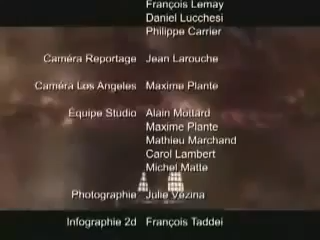 François Lemay
Daniel Lucchesi
Philippe Carrier
Caméra Reportage Jean Larouche
Caméra Los Angeles Maxime Plante
Équipe Studio Alain Mottard
Maxime Plante
Mathieu Marchand
Carol Lambert
Michel Matte
Photographie Julie Vézina
Infographie 2d François Taddei